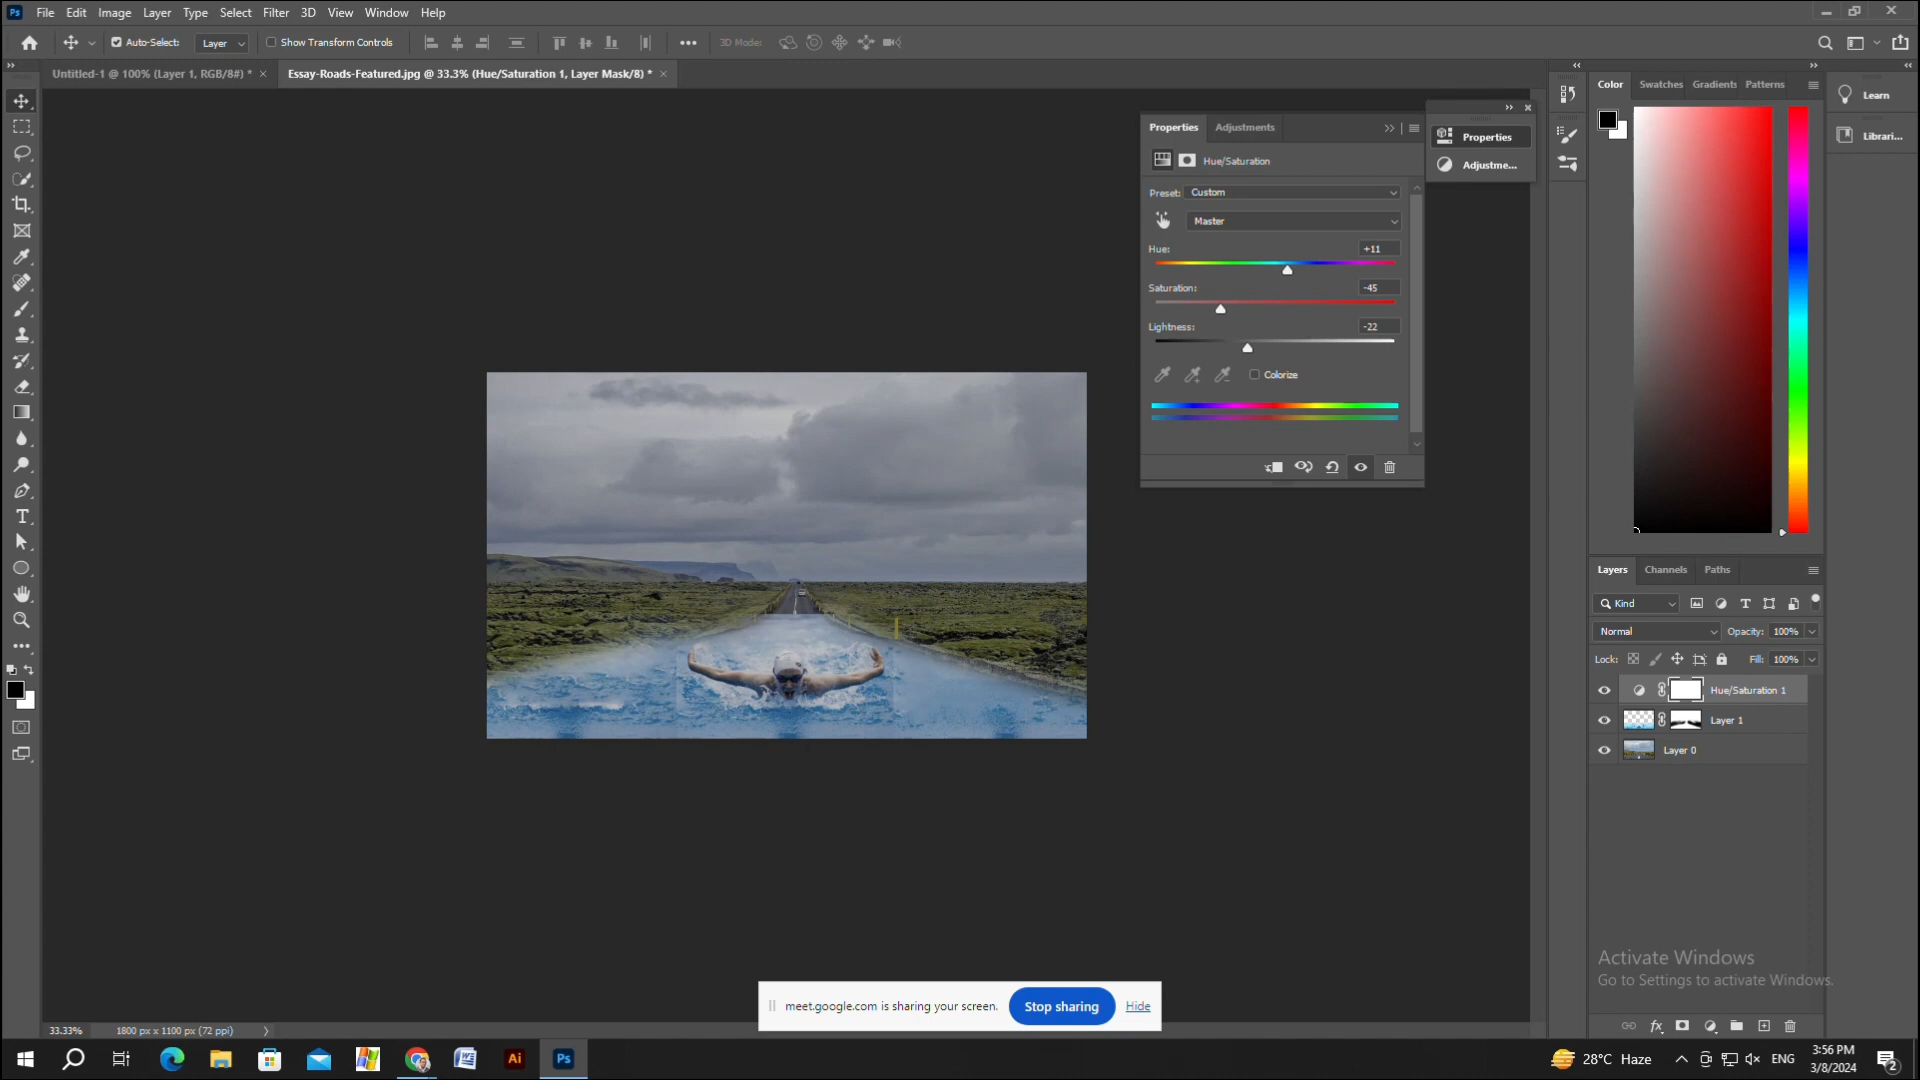 Ps File Edit Image Layer Type Select Filter 3D View Window Help
Auto-Select: Layer Show Transform Controls ••• 3D Mode:
Untitled-1 @ 100% (Layer 1, RGB/8#) * × Essay-Roads-Featured.jpg @ 33.3% (Hue/Saturation 1, Layer Mask/8) * ×
Color Swatches Gradients Patterns
Learn
Librari...
Properties Adjustments
Properties
Adjustme...
Hue/Saturation
Preset: Custom
Master
Hue: +11
Saturation: -45
Lightness: -22
Colorize
Layers Channels Paths
Kind
Normal Opacity: 100%
Lock: Fill: 100%
Hue/Saturation 1
Layer 1
Layer 0
Activate Windows
Go to Settings to activate Windows.
meet.google.com is sharing your screen. Stop sharing Hide
33.33% 1800 px x 1100 px (72 ppi)
Ai Ps 28°C Haze ENG 3:56 PM
3/8/2024
2